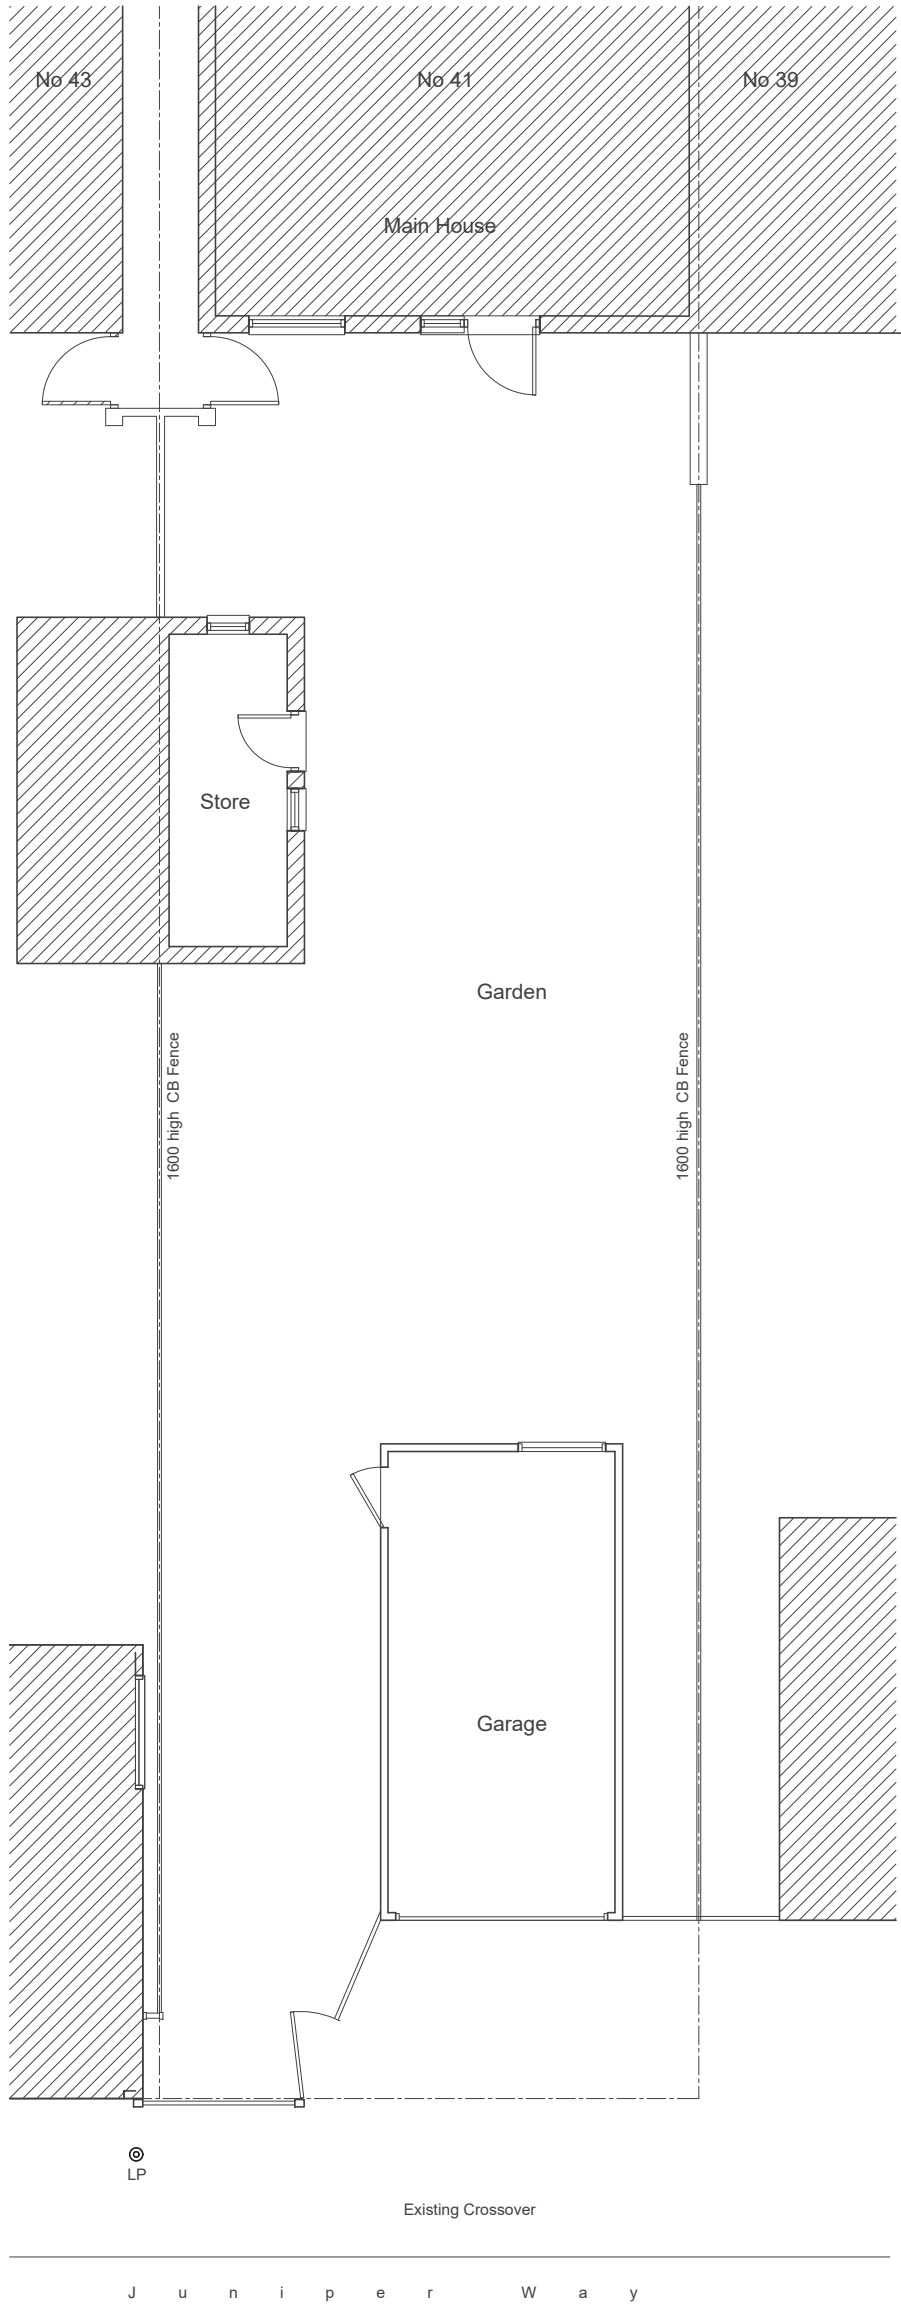 No 43
No 41
No 39
Main House
Store
Garden
1600 high CB Fence
1600 high CB Fence
Garage
LP
Existing Crossover
Juniper Way